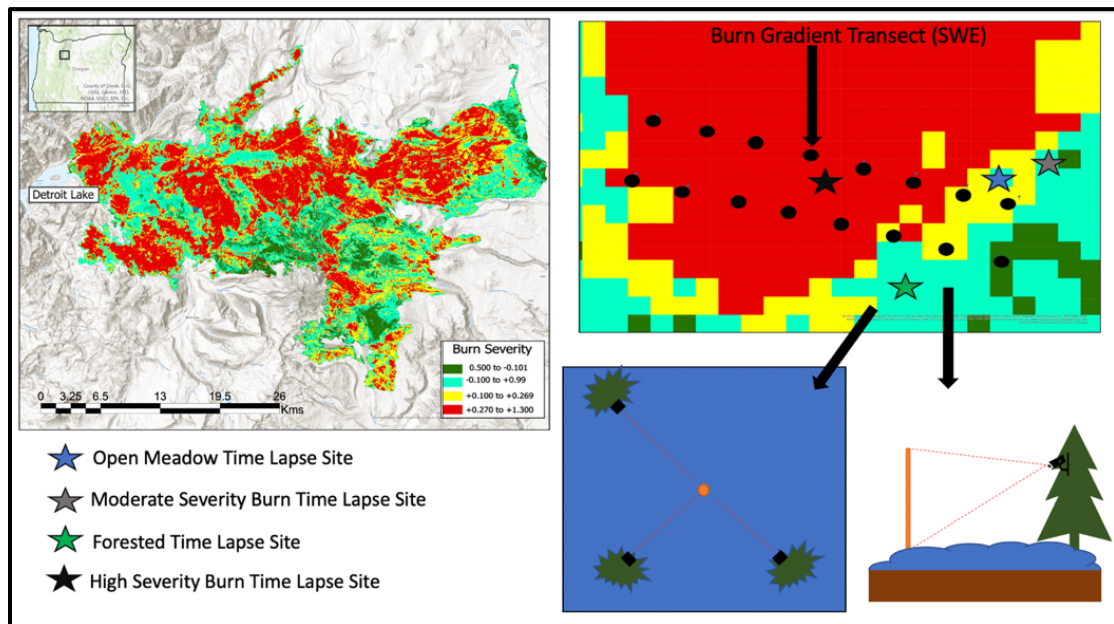 Oregon
Detroit Lake
Burn Severity
0.500 to -0.101
-0.100 to +0.99
+0.100 to +0.269
+0.270 to +1.300
0 3.25 6.5 13 19.5 26
Kms
Open Meadow Time Lapse Site
Moderate Severity Burn Time Lapse Site
Forested Time Lapse Site
High Severity Burn Time Lapse Site
Burn Gradient Transect (SWE)